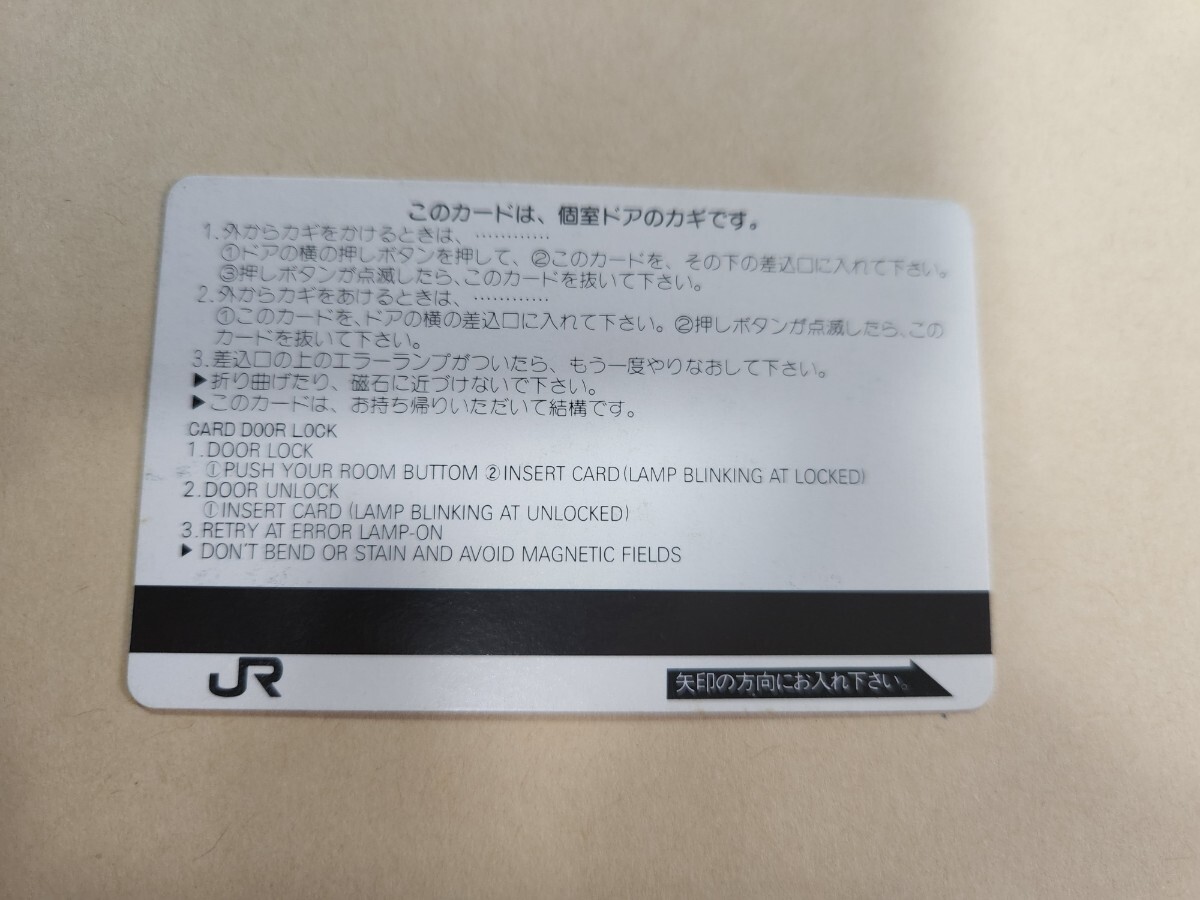 このカードは、個室ドアのカギです。
1.外からカギをかけるときは、…………
①ドアの横の押しボタンを押して、②このカードを、その下の差込口に入れて下さい。
③押しボタンが点滅したら、このカードを抜いて下さい。
2.外からカギをあけるときは、…………
①このカードを、ドアの横の差込口に入れて下さい。②押しボタンが点滅したら、この
カードを抜いて下さい。
3.差込口の上のエラーランプがついたら、もう一度やりなおして下さい。
▶折り曲げたり、磁石に近づけないで下さい。
▶このカードは、お持ち帰りいただいて結構です。
CARD DOOR LOCK
1.DOOR LOCK
①PUSH YOUR ROOM BUTTOM ②INSERT CARD(LAMP BLINKING AT LOCKED)
2.DOOR UNLOCK
①INSERT CARD (LAMP BLINKING AT UNLOCKED)
3.RETRY AT ERROR LAMP-ON
▶ DON'T BEND OR STAIN AND AVOID MAGNETIC FIELDS
JR
矢印の方向にお入れ下さい。